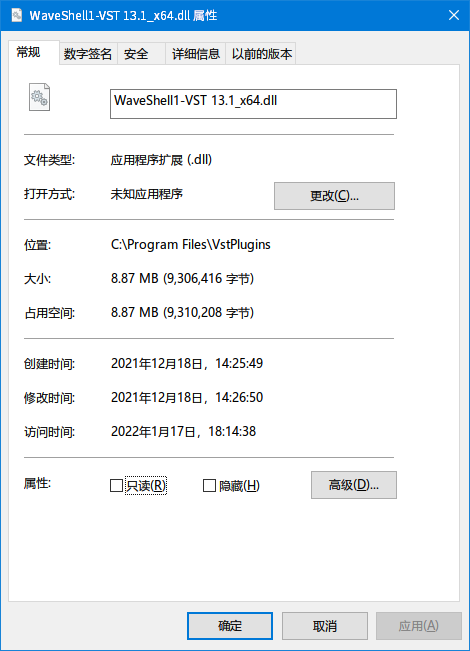 WaveShell1-VST 13.1_x64.dll 属性
常规 数字签名 安全 详细信息 以前的版本
WaveShell1-VST 13.1_x64.dll
文件类型: 应用程序扩展 (.dll)
打开方式: 未知应用程序 更改(C)...
位置: C:\Program Files\VstPlugins
大小: 8.87 MB (9,306,416 字节)
占用空间: 8.87 MB (9,310,208 字节)
创建时间: 2021年12月18日，14:25:49
修改时间: 2021年12月18日，14:26:50
访问时间: 2022年1月17日，18:14:38
属性: 只读(R) 隐藏(H) 高级(D)...
确定 取消 应用(A)